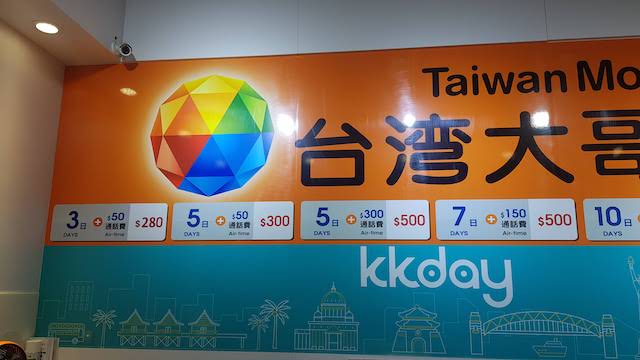 Taiwan Mo
台灣大哥
3日 DAYS + $50 通話費 Air-time $280
5日 DAYS + $50 通話費 Air-time $300
5日 DAYS + $300 通話費 Air-time $500
7日 DAYS + $150 通話費 Air-time $500
10日 DAYS
kkday